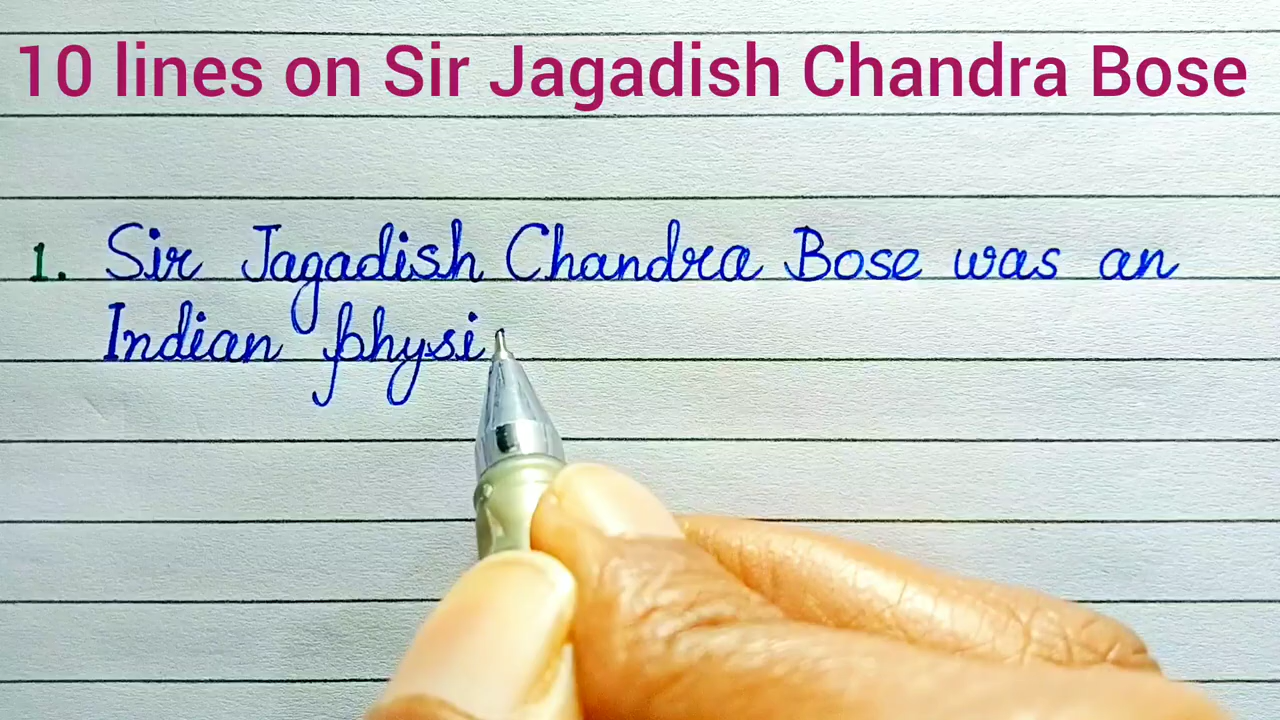 10 lines on Sir Jagadish Chandra Bose
1. Sir Jagadish Chandra Bose was an
Indian physi